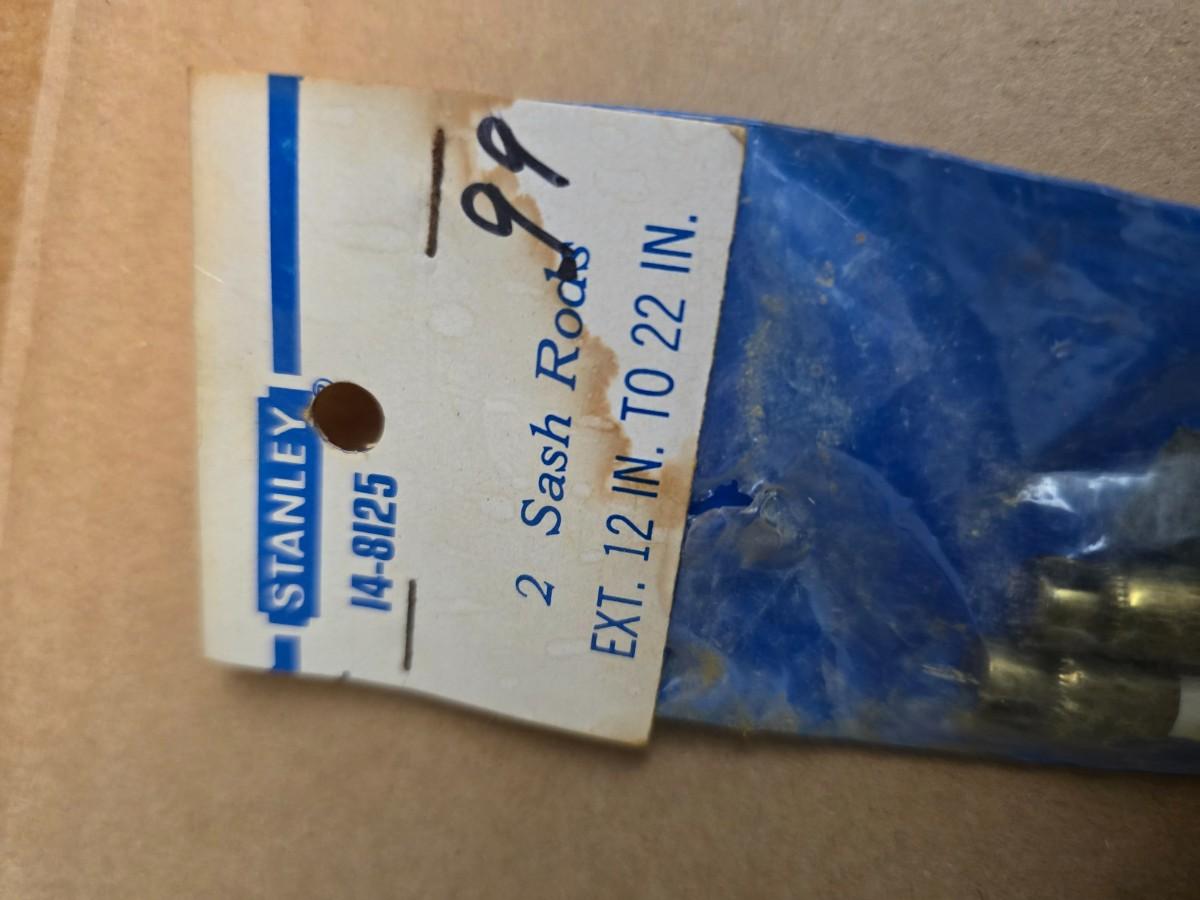 STANLEY®
14-8125
99
2 Sash Rods
EXT. 12 IN. TO 22 IN.